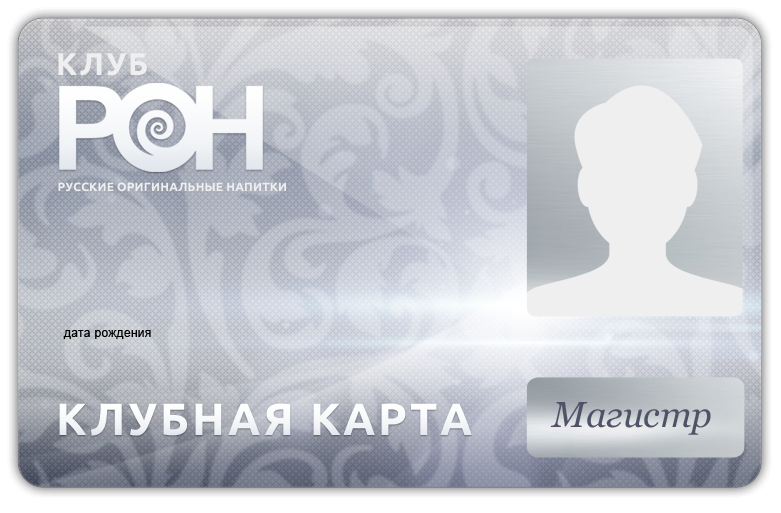 КЛУБ
РОН
РУССКИЕ ОРИГИНАЛЬНЫЕ НАПИТКИ
дата рождения
КЛУБНАЯ КАРТА
Магистр